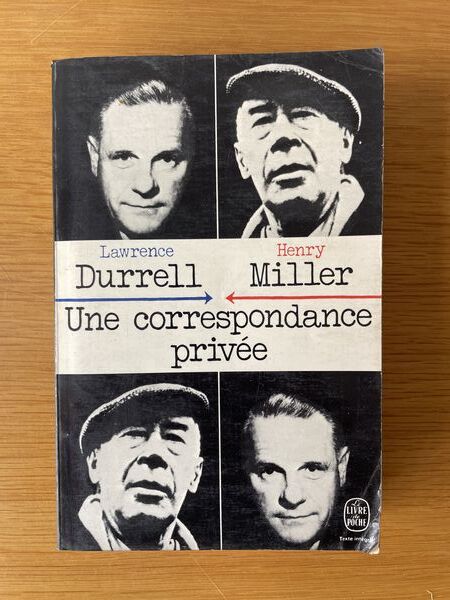 Lawrence Henry
Durrell Miller
Une correspondance
privée
Le
LIVRE
de
POCHE
Texte intégral